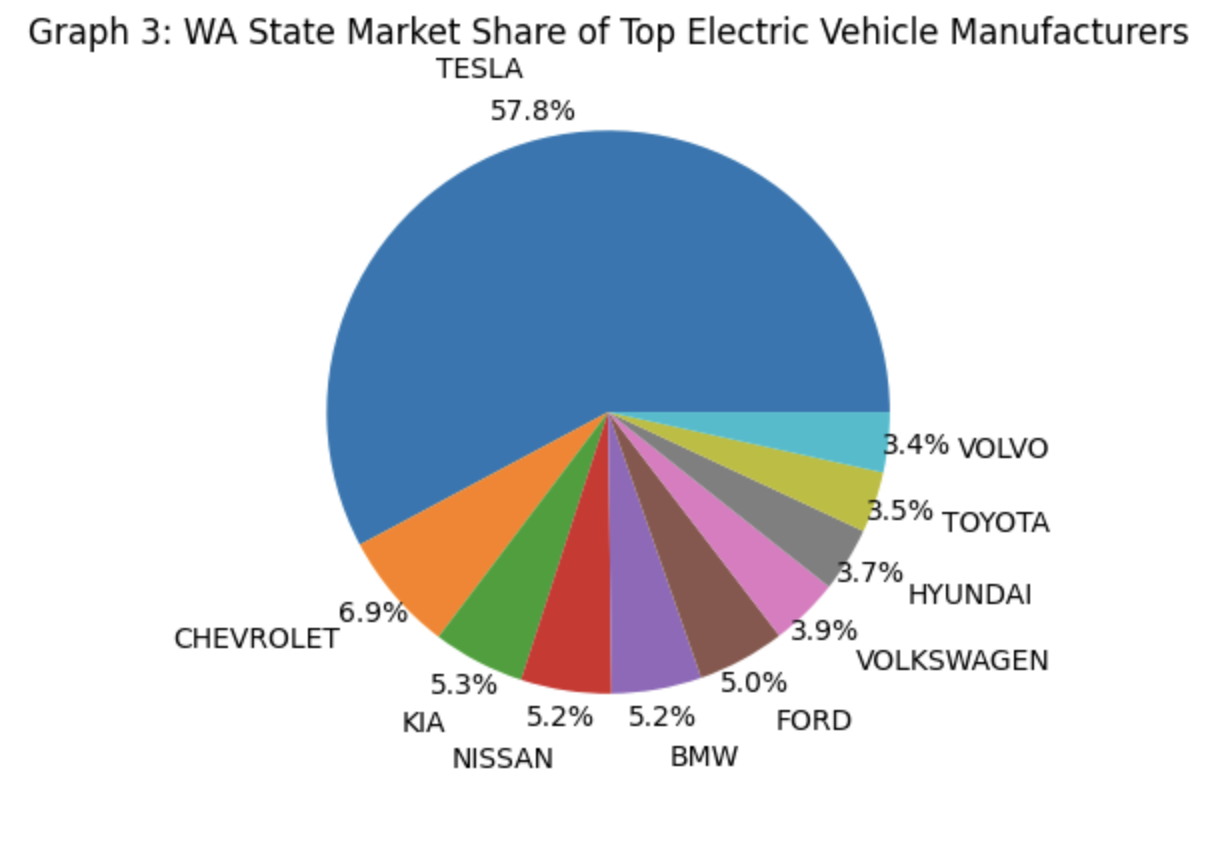 Graph 3: WA State Market Share of Top Electric Vehicle Manufacturers
TESLA
57.8%
3.4% VOLVO
3.5% TOYOTA
3.7%
HYUNDAI
3.9%
VOLKSWAGEN
6.9%
CHEVROLET
5.3%
KIA
5.2%
NISSAN
5.2%
BMW
5.0%
FORD